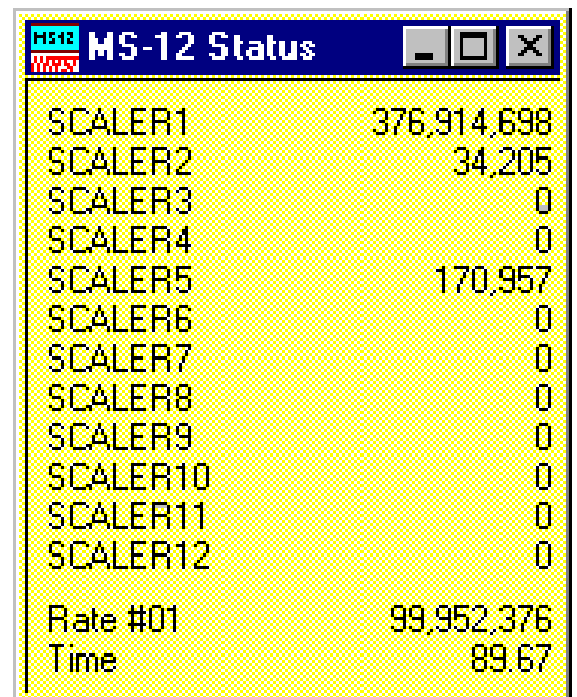 MS12 MS-12 Status
SCALER1 376,914,698
SCALER2 34,205
SCALER3 0
SCALER4 0
SCALER5 170,957
SCALER6 0
SCALER7 0
SCALER8 0
SCALER9 0
SCALER10 0
SCALER11 0
SCALER12 0
Rate #01 99,952,376
Time 89.67